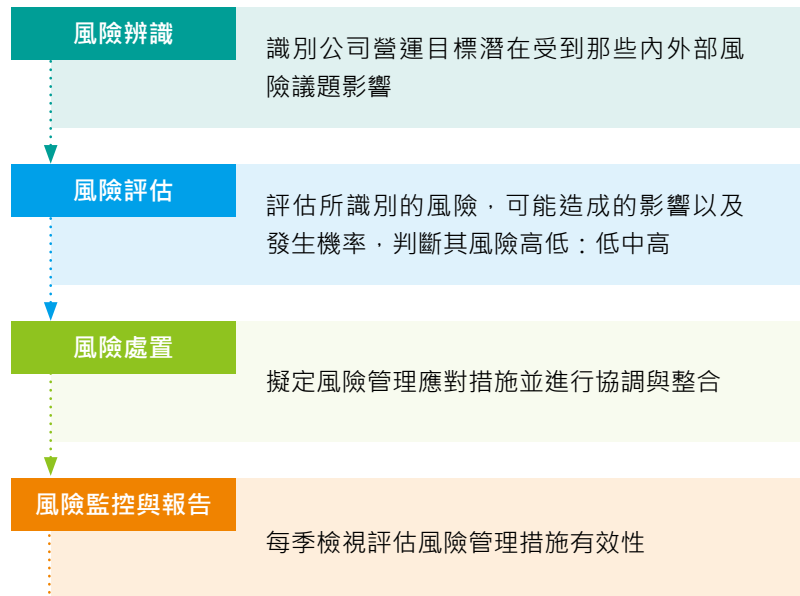 風險辨識
識別公司營運目標潛在受到那些內外部風
險議題影響
風險評估
評估所識別的風險，可能造成的影響以及
發生機率，判斷其風險高低：低中高
風險處置
擬定風險管理應對措施並進行協調與整合
風險監控與報告
每季檢視評估風險管理措施有效性